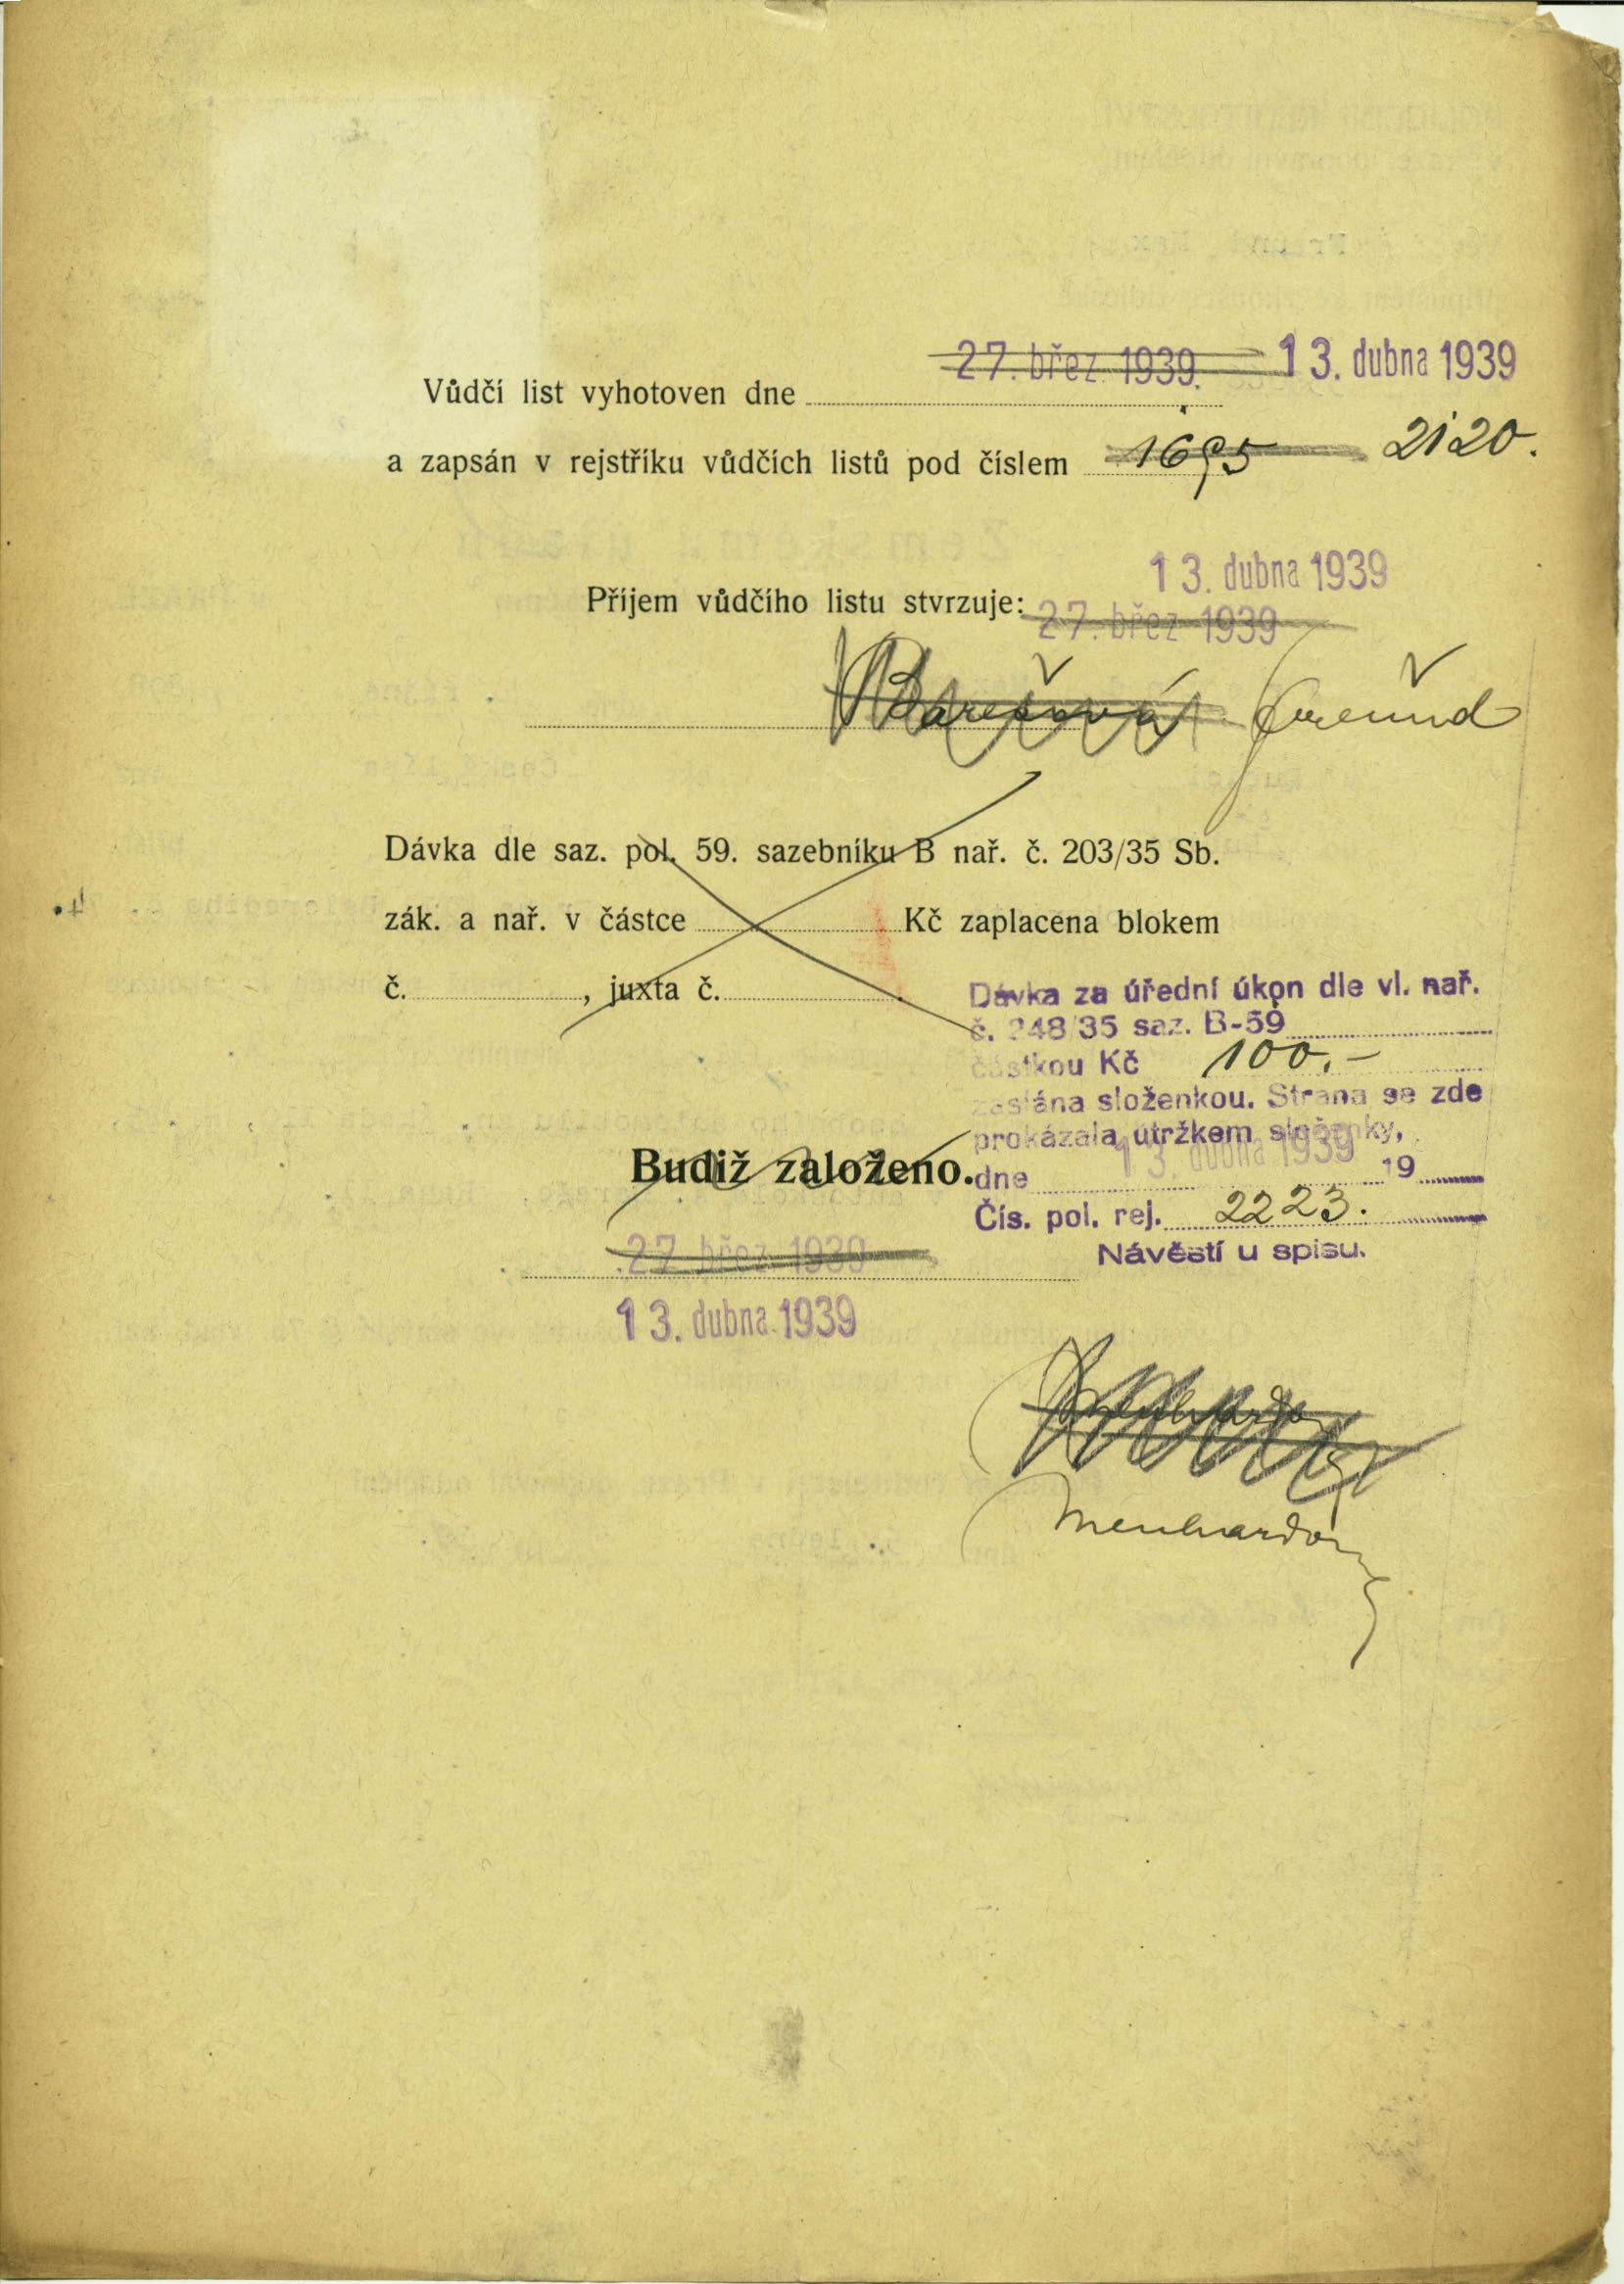 27. břez 1939. 13. dubna 1939
Vůdčí list vyhotoven dne
a zapsán v rejstříku vůdčích listů pod číslem 1695 2120.
13. dubna 1939
Příjem vůdčího listu stvrzuje: 27. břez 1939
Barešová Freund
Dávka dle saz. pol. 59. sazebníku B nař. č. 203/35 Sb.
zák. a nař. v částce Kč zaplacena blokem
č. , juxta č.
Dávka za úřední úkon dle vl. nař.
č. 248/35 saz. B-59
částkou Kč 100.-
zaslána složenkou. Strana se zde
prokázala útržkem složenky,
Budiž založeno.
dne 13. dubna 1939 19
Čís. pol. rej. 2223.
Návěstí u spisu.
27. břez 1939
13. dubna 1939